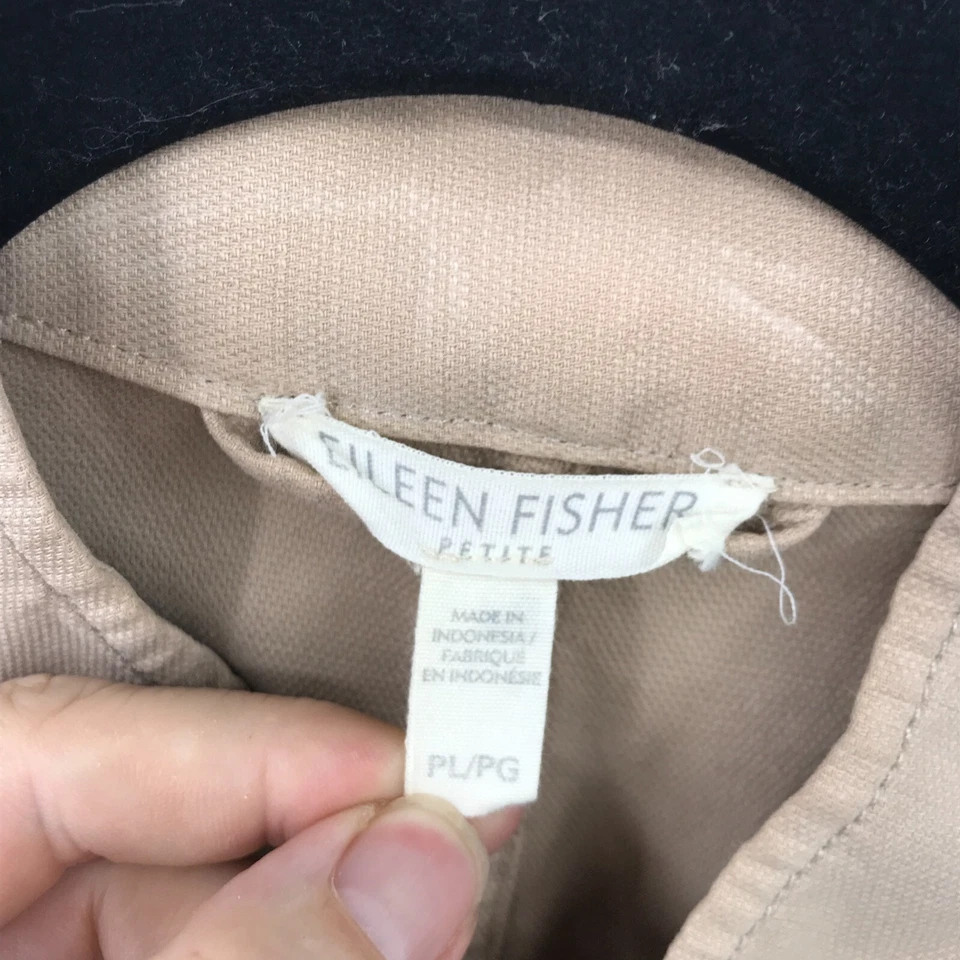 EILEEN FISHER
PETITE
MADE IN
INDONESIA/
FABRIQUÉ
EN INDONÉSIE
PL/PG